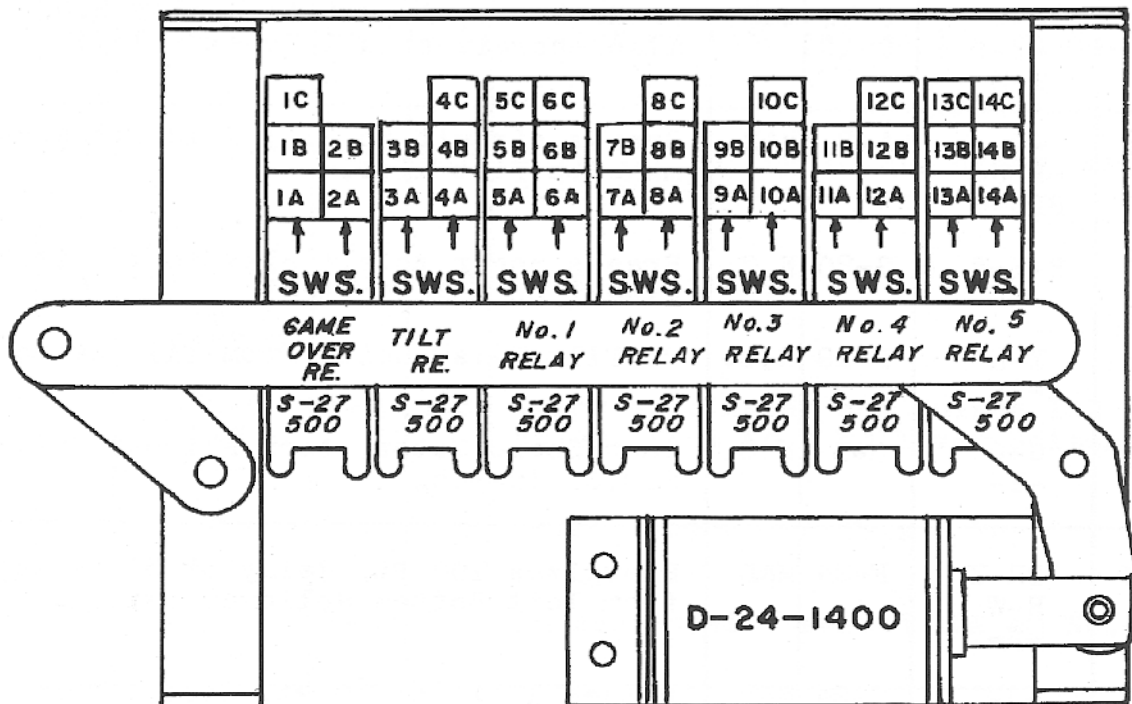 1C 4C 5C 6C 8C 10C 12C 13C 14C
1B 2B 3B 4B 5B 6B 7B 8B 9B 10B 11B 12B 13B 14B
1A 2A 3A 4A 5A 6A 7A 8A 9A 10A 11A 12A 13A 14A
SWS. SWS. SWS. SWS. SWS. SWS. SWS.
GAME
OVER
RE.
TILT
RE.
No. 1
RELAY
No. 2
RELAY
No. 3
RELAY
No. 4
RELAY
No. 5
RELAY
S-27 S-27 S-27 S-27 S-27 S-27 S-27
500 500 500 500 500 500 500
D-24-1400